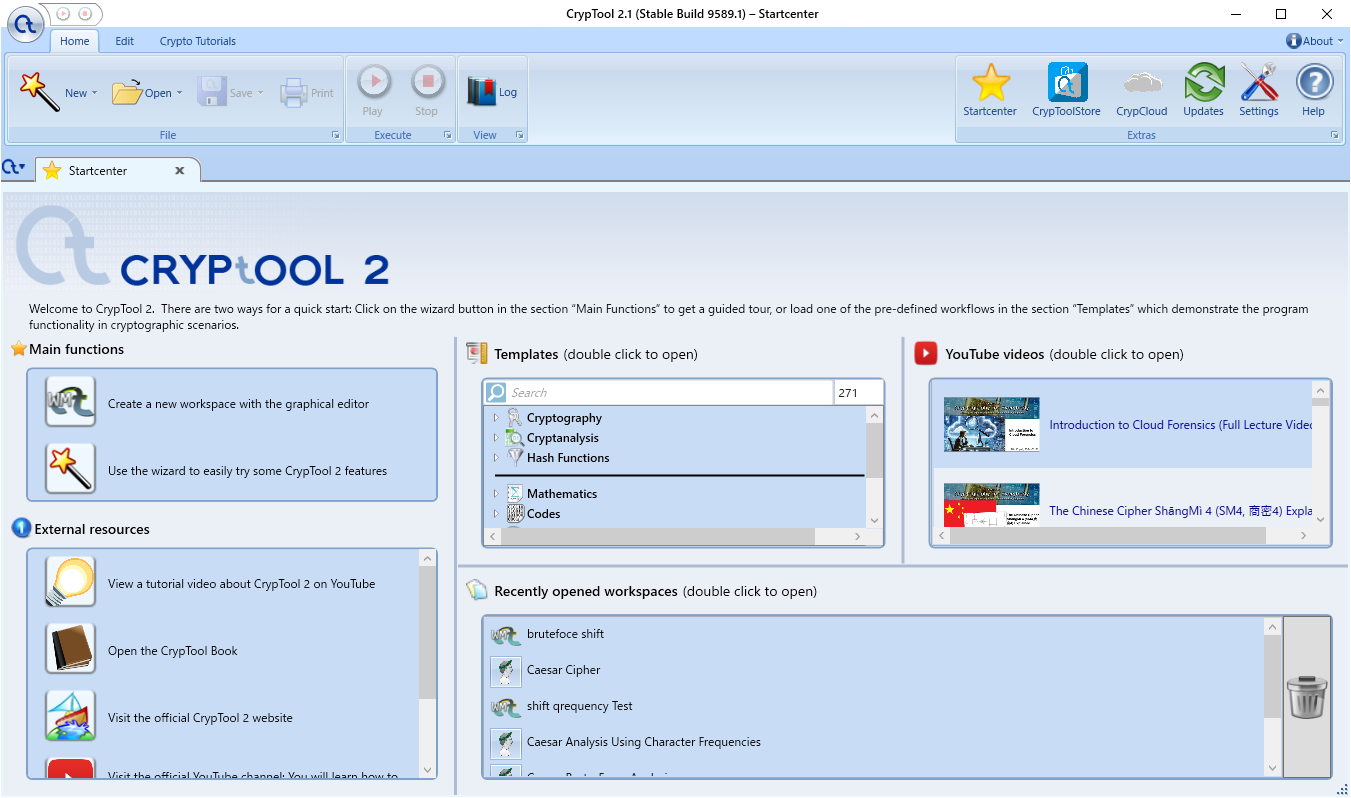 CrypTool 2.1 (Stable Build 9589.1) – Startcenter
Home Edit Crypto Tutorials About
New Open Save Print Play Stop Log Startcenter CrypToolStore CrypCloud Updates Settings Help
File Execute View Extras
Startcenter
CRYPtOOL 2
Welcome to CrypTool 2.  There are two ways for a quick start: Click on the wizard button in the section “Main Functions” to get a guided tour, or load one of the pre-defined workflows in the section “Templates” which demonstrate the program
functionality in cryptographic scenarios.
Main functions
Create a new workspace with the graphical editor
Use the wizard to easily try some CrypTool 2 features
External resources
View a tutorial video about CrypTool 2 on YouTube
Open the CrypTool Book
Visit the official CrypTool 2 website
Visit the official YouTube channel: You will learn how to
Templates (double click to open)
Search 271
Cryptography
Cryptanalysis
Hash Functions
Mathematics
Codes
YouTube videos (double click to open)
Introduction to Cloud Forensics (Full Lecture Video
The Chinese Cipher ShāngMì 4 (SM4, 商密4) Expla
Recently opened workspaces (double click to open)
brutefoce shift
Caesar Cipher
shift qrequency Test
Caesar Analysis Using Character Frequencies